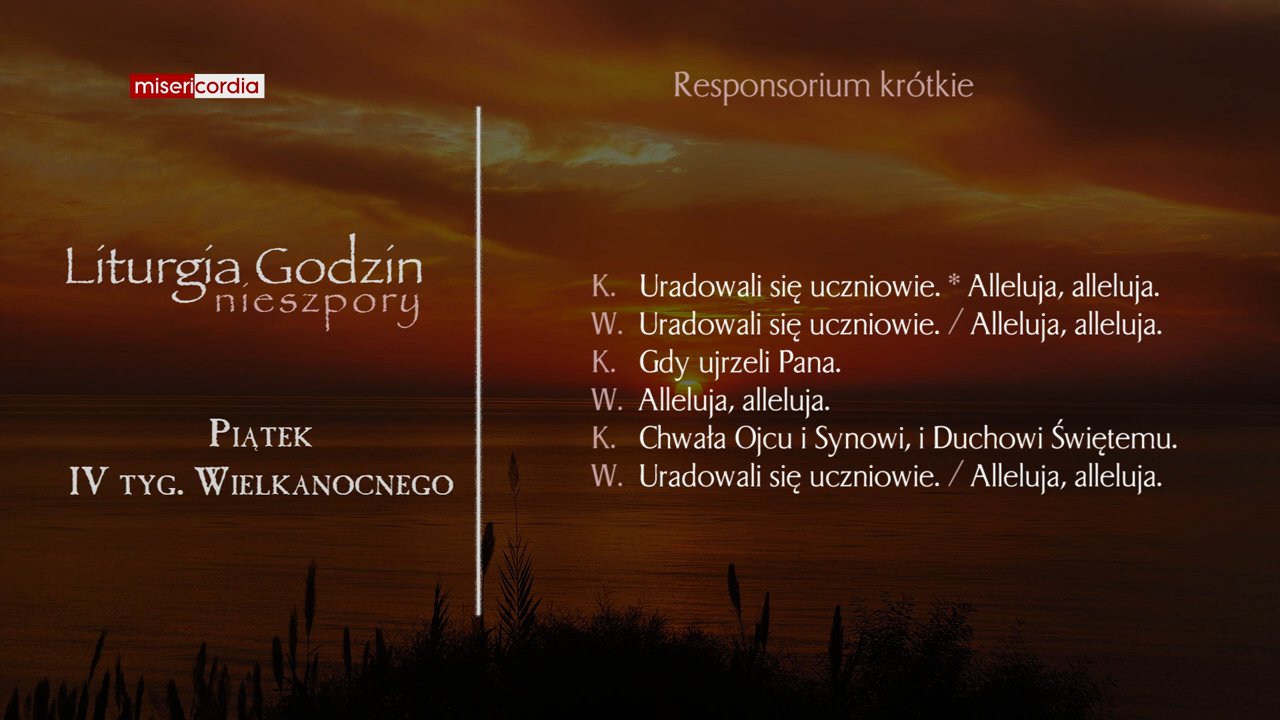 misericordia
Responsorium krótkie
Liturgia Godzin
nieszpory
Piątek
IV tyg. Wielkanocnego
K. Uradowali się uczniowie. * Alleluja, alleluja.
W. Uradowali się uczniowie. / Alleluja, alleluja.
K. Gdy ujrzeli Pana.
W. Alleluja, alleluja.
K. Chwała Ojcu i Synowi, i Duchowi Świętemu.
W. Uradowali się uczniowie. / Alleluja, alleluja.